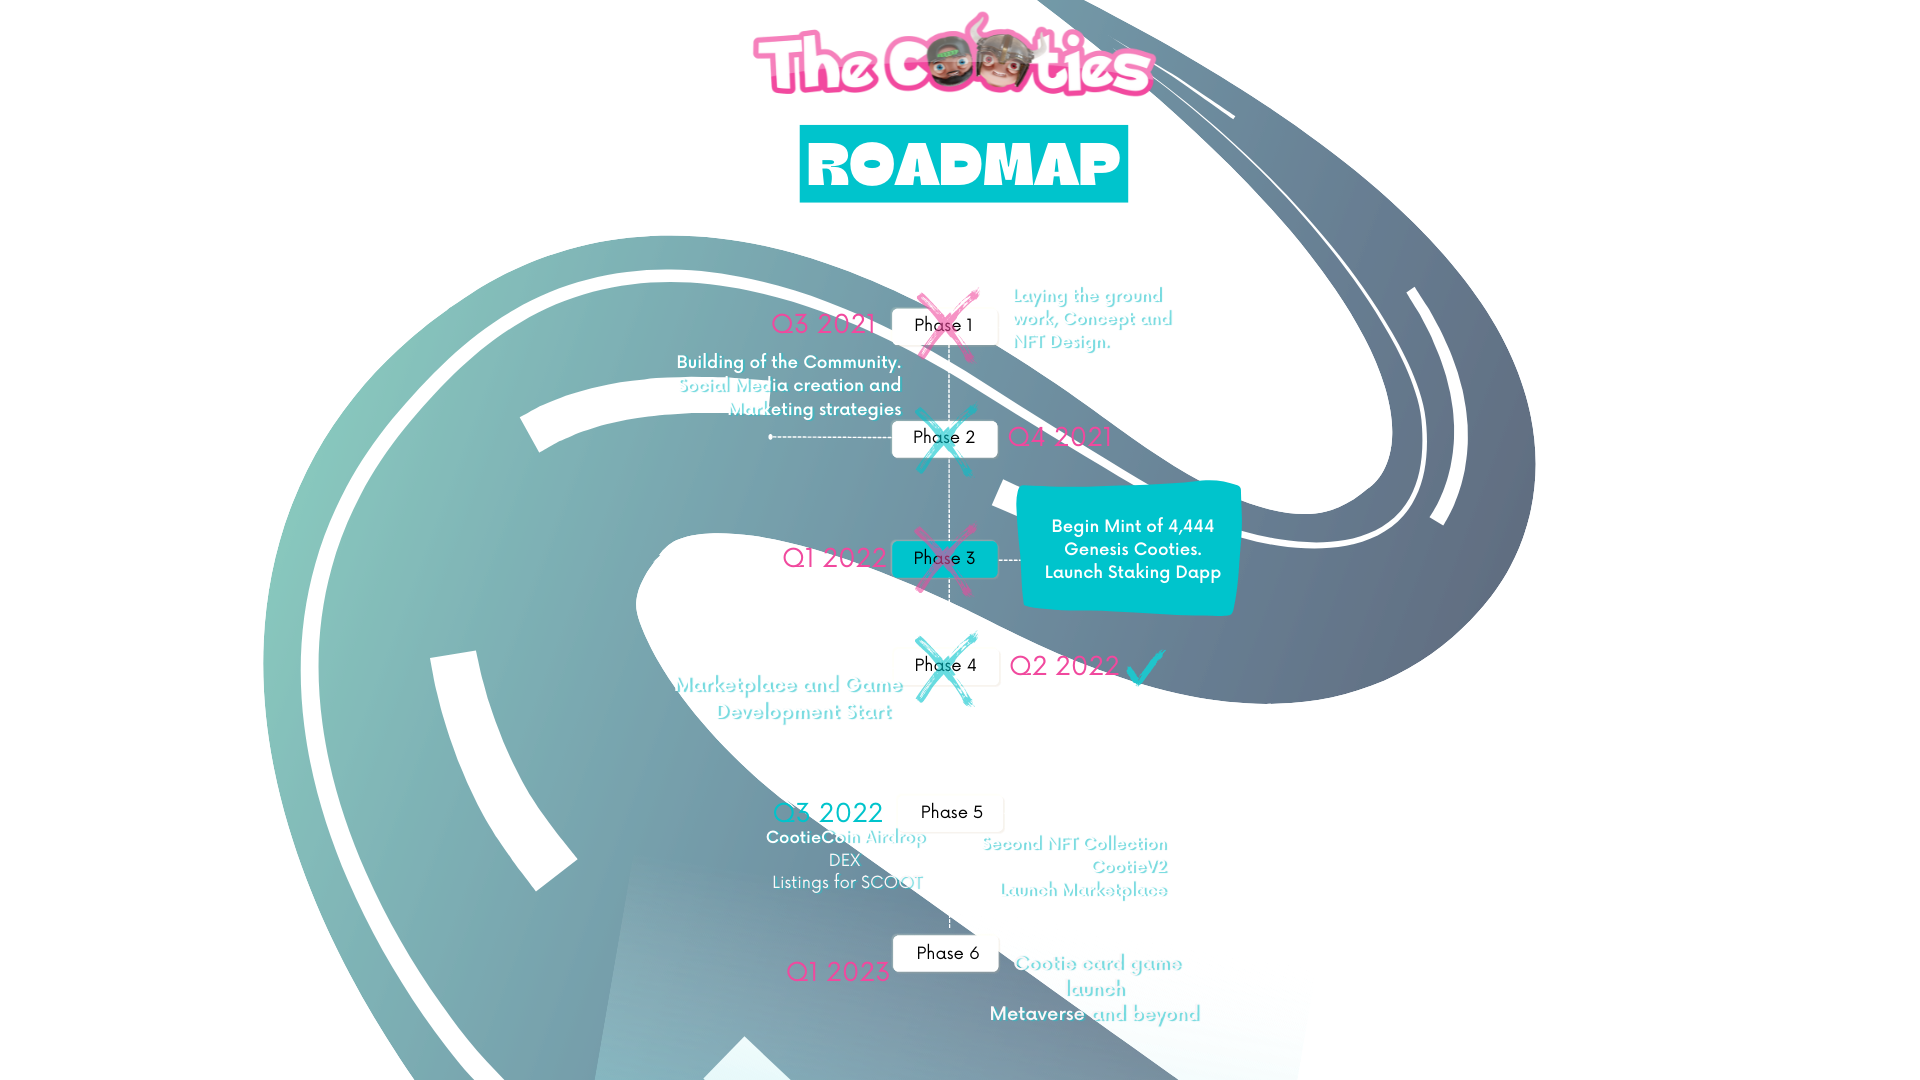 The Cooties
ROADMAP
Q3 2021
Phase 1
Laying the ground
work, Concept and
NFT Design.
Building of the Community.
Social Media creation and
Marketing strategies
Phase 2
Q4 2021
Q1 2022
Phase 3
Begin Mint of 4,444
Genesis Cooties.
Launch Staking Dapp
Phase 4
Q2 2022
Marketplace and Game
Development Start
Q3 2022
Phase 5
CootieCoin Airdrop
DEX
Listings for SCOOT
Second NFT Collection
CootieV2
Launch Marketplace
Phase 6
Q1 2023
Cootie card game
launch
Metaverse and beyond